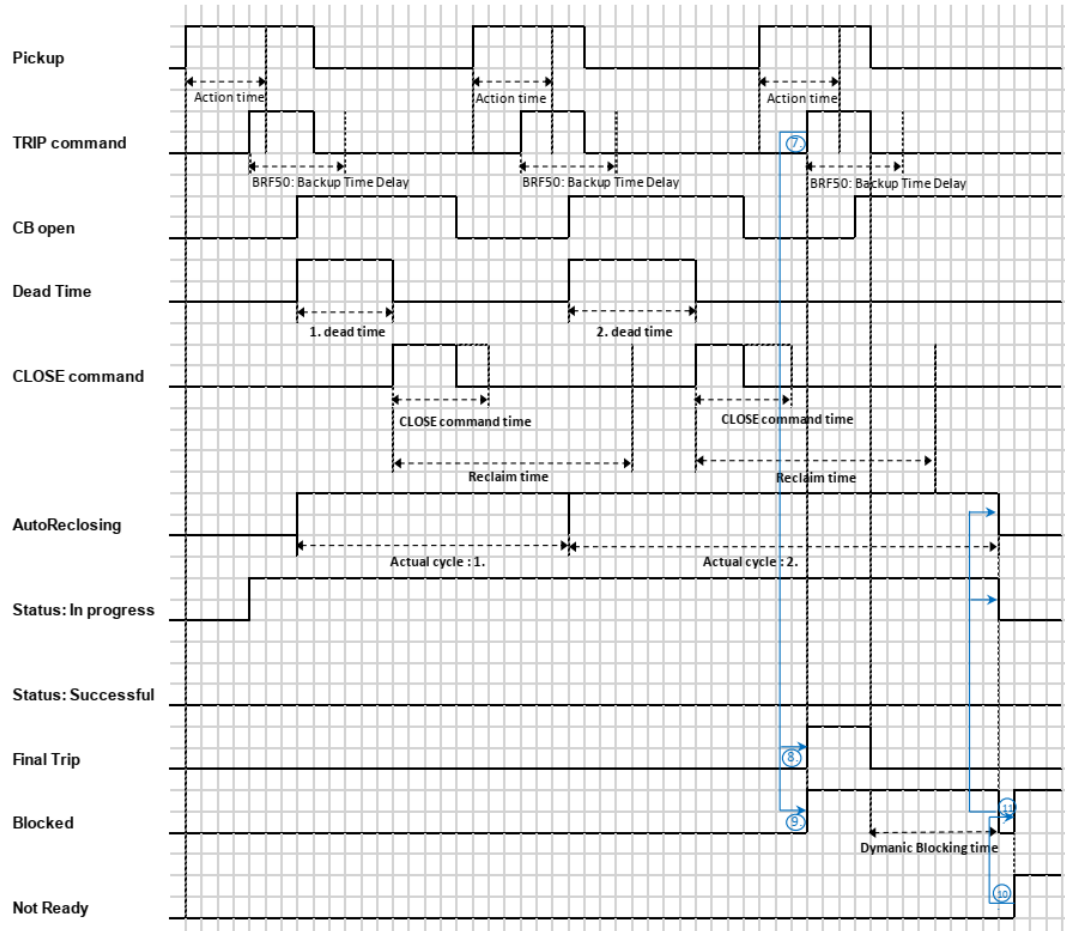 Pickup
Action time
Action time
Action time
TRIP command
7.
BRF50: Backup Time Delay
BRF50: Backup Time Delay
BRF50: Backup Time Delay
CB open
Dead Time
1. dead time
2. dead time
CLOSE command
CLOSE command time
CLOSE command time
Reclaim time
Reclaim time
AutoReclosing
Actual cycle : 1.
Actual cycle : 2.
Status: In progress
Status: Successful
Final Trip
8.
Blocked
9.
11
Dymanic Blocking time
10
Not Ready